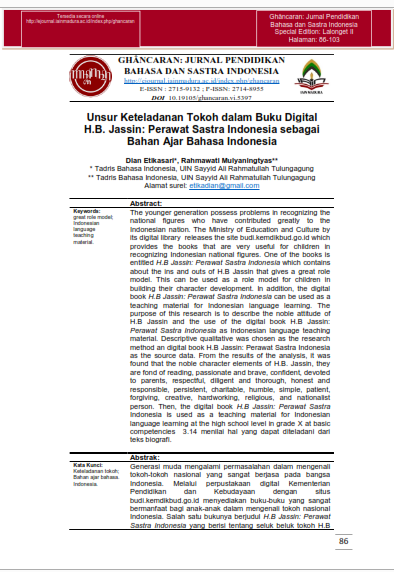 Tersedia secara online
http://ejournal.iainmadura.ac.id/index.php/ghancaran
Ghâncaran: Jurnal Pendidikan
Bahasa dan Sastra Indonesia
Special Edition: Lalonget II
Halaman: 86-103
GHÂNCARAN: JURNAL PENDIDIKAN
BAHASA DAN SASTRA INDONESIA
http://ejournal.iainmadura.ac.id/index.php/ghancaran
E-ISSN : 2715-9132 ; P-ISSN: 2714-8955
DOI 10.19105/ghancaran.vi.5397
IAIN MADURA
Unsur Keteladanan Tokoh dalam Buku Digital
H.B. Jassin: Perawat Sastra Indonesia sebagai
Bahan Ajar Bahasa Indonesia
Dian Etikasari*, Rahmawati Mulyaningtyas**
* Tadris Bahasa Indonesia, UIN Sayyid Ali Rahmatullah Tulungagung
** Tadris Bahasa Indonesia, UIN Sayyid Ali Rahmatullah Tulungagung
Alamat surel: etikadian@gmail.com
Abstract:
Keywords:
great role model;
Indonesian
language
teaching
material.
The younger generation possess problems in recognizing the
national figures who have contributed greatly to the
Indonesian nation. The Ministry of Education and Culture by
its digital library releases the site budi.kemdikbud.go.id which
provides the books that are very useful for children in
recognizing Indonesian national figures. One of the books is
entitled H.B Jassin: Perawat Sastra Indonesia which contains
about the ins and outs of H.B Jassin that gives a great role
model. This can be used as a role model for children in
building their character development. In addition, the digital
book H.B Jassin: Perawat Sastra Indonesia can be used as a
teaching material for Indonesian language learning. The
purpose of this research is to describe the noble attitude of
H.B Jassin and the use of the digital book H.B Jassin:
Perawat Sastra Indonesia as Indonesian language teaching
material. Descriptive qualitative was chosen as the research
method an digital book H.B Jassin: Perawat Sastra Indonesia
as the source data. From the results of the analysis, it was
found that the noble character elements of H.B. Jassin, they
are fond of reading, passionate and brave, confident, devoted
to parents, respectful, diligent and thorough, honest and
responsible, persistent, charitable, humble, simple, patient,
forgiving, creative, hardworking, religious, and nationalist
person. Then, the digital book H.B Jassin: Perawat Sastra
Indonesia is used as a teaching material for Indonesian
language learning at the high school level in grade X at basic
competencies 3.14 menilai hal yang dapat diteladani dari
teks biografi.
Abstrak:
Kata Kunci:
Keteladanan tokoh;
Bahan ajar bahasa.
Indonesia.
Generasi muda mengalami permasalahan dalam mengenali
tokoh-tokoh nasional yang sangat berjasa pada bangsa
Indonesia. Melalui perpustakaan digital Kementerian
Pendidikan dan Kebudayaan dengan situs
budi.kemdikbud.go.id menyediakan buku-buku yang sangat
bermanfaat bagi anak-anak dalam mengenali tokoh nasional
Indonesia. Salah satu bukunya berjudul H.B Jassin: Perawat
Sastra Indonesia yang berisi tentang seluk beluk tokoh H.B
86